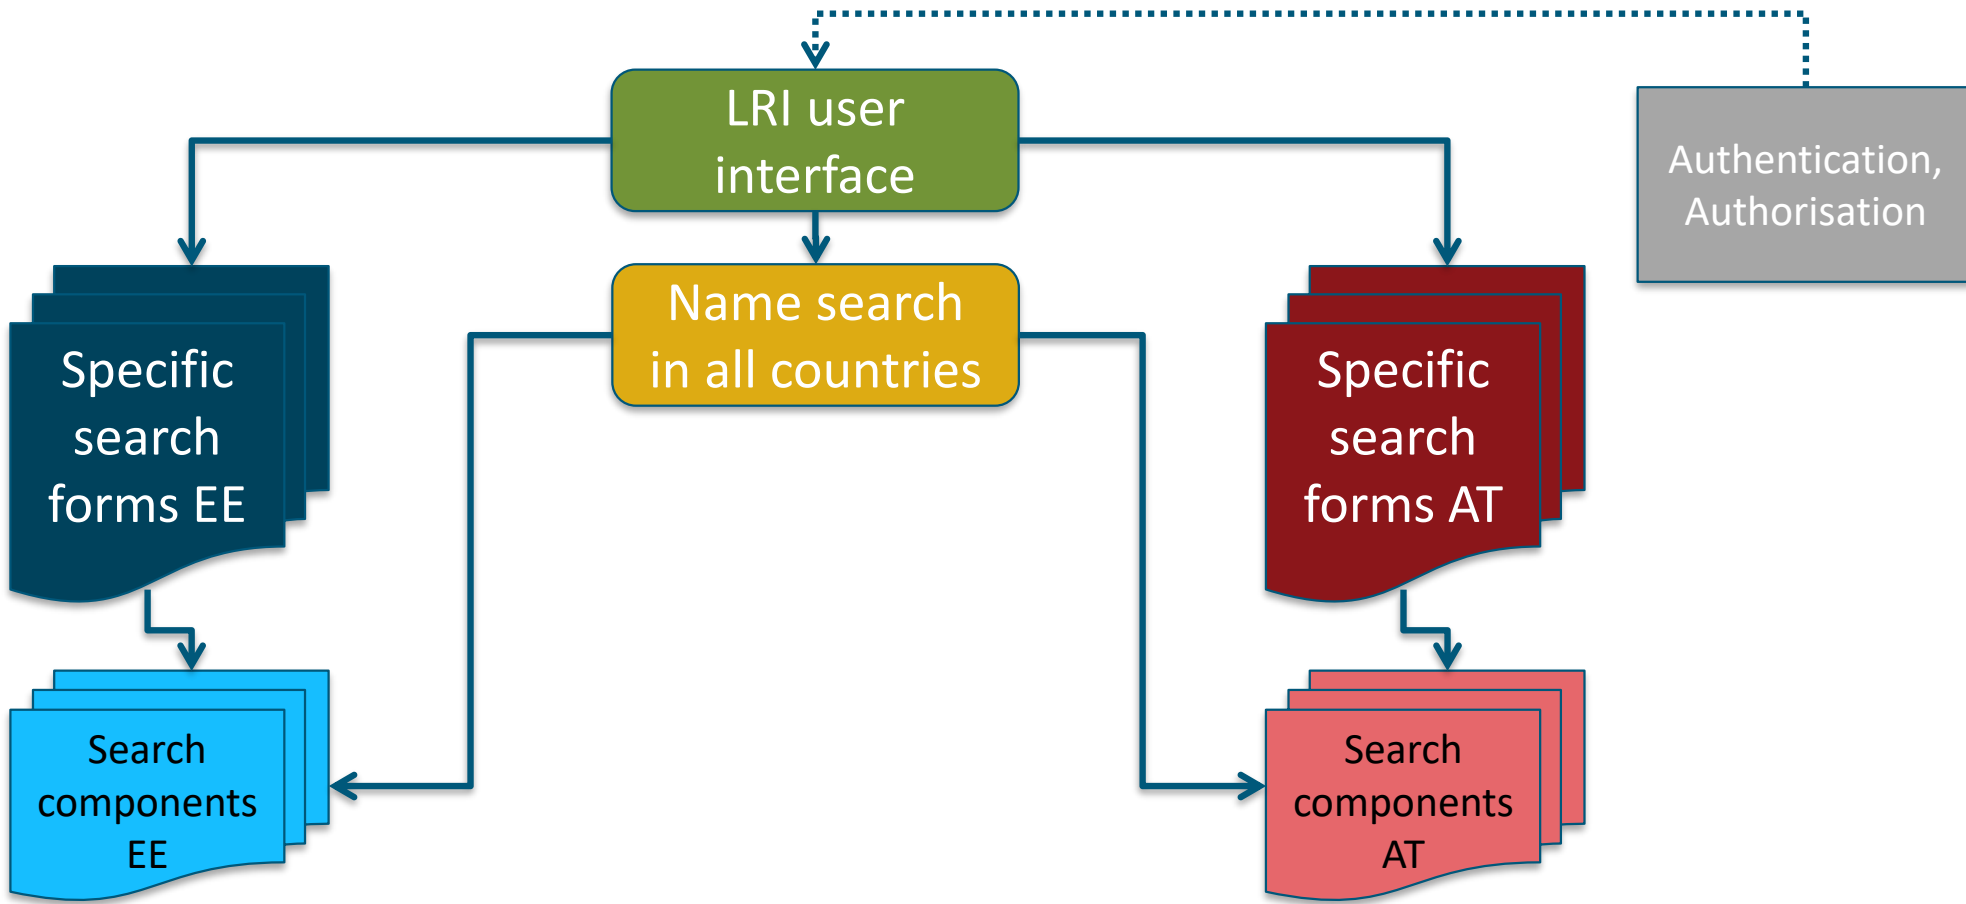 LRI user
interface
Authentication,
Authorisation
Name search
in all countries
Specific
search
forms EE
Specific
search
forms AT
Search
components
EE
Search
components
AT